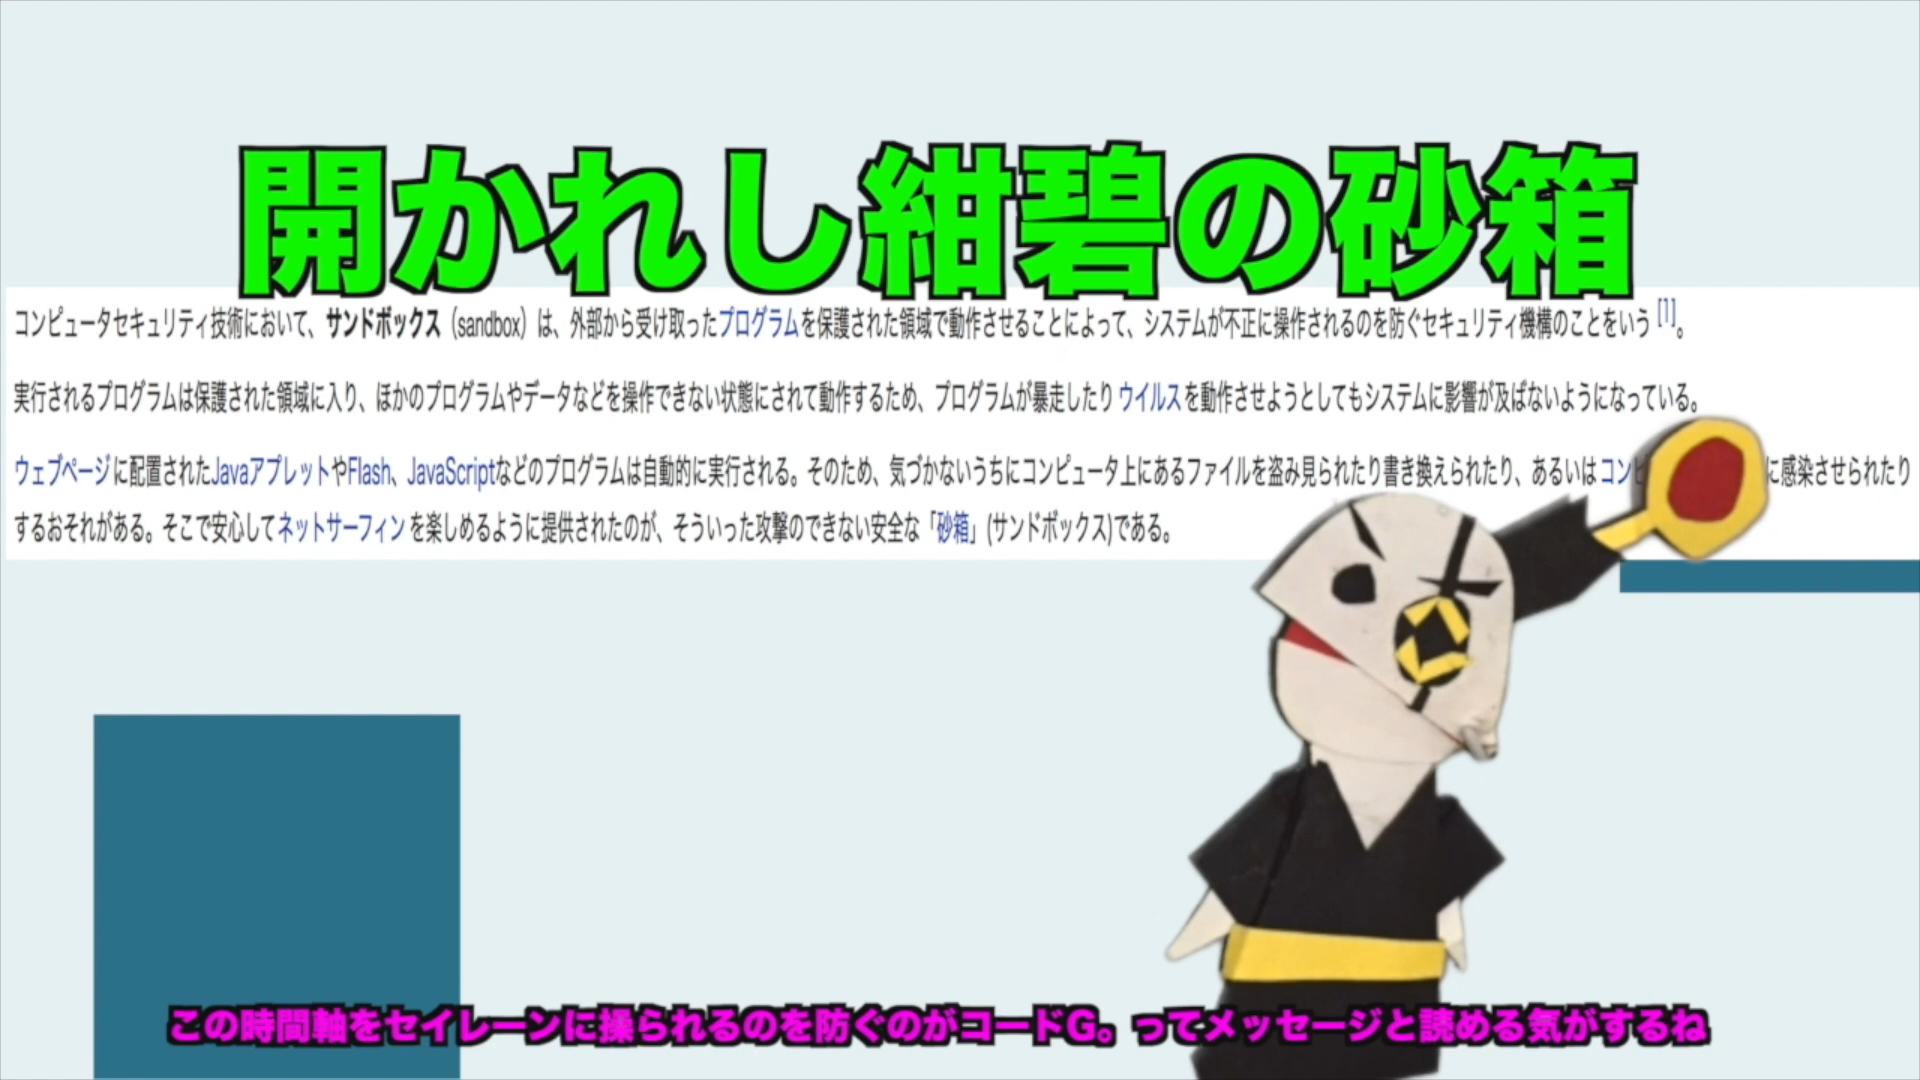 開かれし紺碧の砂箱
コンピュータセキュリティ技術において、サンドボックス（sandbox）は、外部から受け取ったプログラムを保護された領域で動作させることによって、システムが不正に操作されるのを防ぐセキュリティ機構のことをいう[1]。
実行されるプログラムは保護された領域に入り、ほかのプログラムやデータなどを操作できない状態にされて動作するため、プログラムが暴走したりウイルスを動作させようとしてもシステムに影響が及ばないようになっている。
ウェブページに配置されたJavaアプレットやFlash、JavaScriptなどのプログラムは自動的に実行される。そのため、気づかないうちにコンピュータ上にあるファイルを盗み見られたり書き換えられたり、あるいはコンピ に感染させられたり
するおそれがある。そこで安心してネットサーフィンを楽しめるように提供されたのが、そういった攻撃のできない安全な「砂箱」(サンドボックス)である。
この時間軸をセイレーンに操られるのを防ぐのがコードG。ってメッセージと読める気がするね